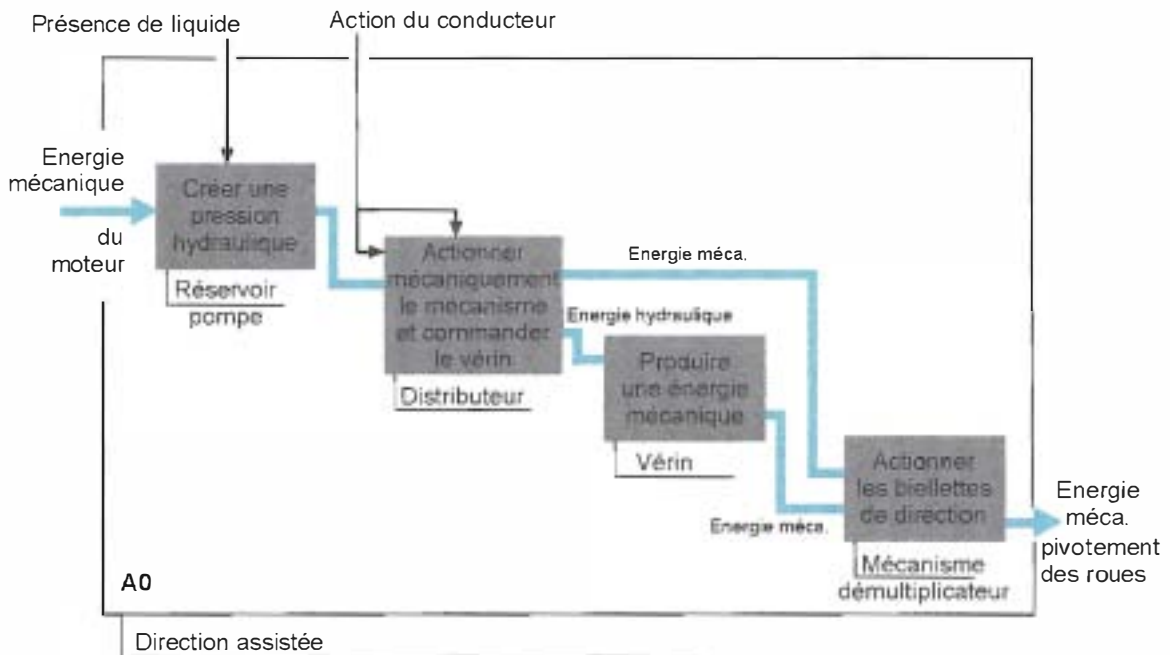 Présence de liquide
Action du conducteur
Energie
mécanique
du
moteur
Créer une
pression
hydraulique
Réservoir
pompe
Actionner
mécaniquement
le mécanisme
et commander
le vérin
Distributeur
Energie méca.
Energie hydraulique
Produire
une énergie
mécanique
Vérin
Energie méca.
Actionner
les biellettes
de direction
Mécanisme
démultiplicateur
Energie
méca.
pivotement
des roues
A0
Direction assistée